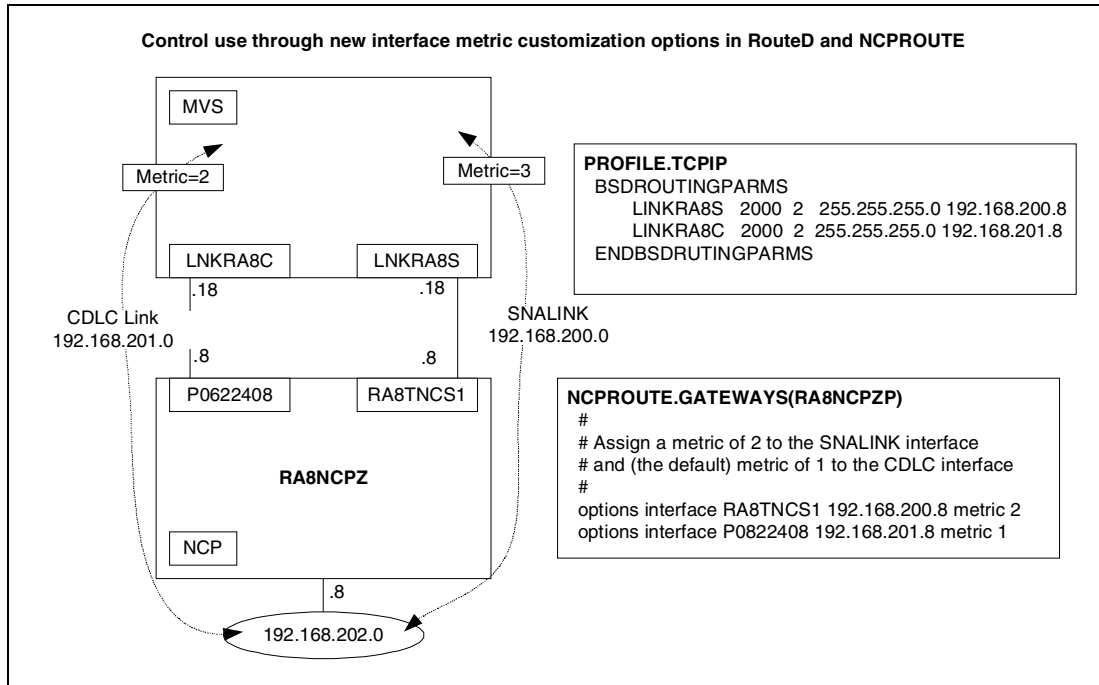 Control use through new interface metric customization options in RouteD and NCPROUTE
MVS
Metric=2
Metric=3
LNKRA8C
LNKRA8S
.18
.18
CDLC Link
192.168.201.0
SNALINK
192.168.200.0
.8
.8
P0622408
RA8TNCS1
RA8NCPZ
NCP
.8
192.168.202.0
PROFILE.TCPIP
BSDROUTINGPARMS
LINKRA8S 2000 2 255.255.255.0 192.168.200.8
LINKRA8C 2000 2 255.255.255.0 192.168.201.8
ENDBSDRUTINGPARMS
NCPROUTE.GATEWAYS(RA8NCPZP)
#
# Assign a metric of 2 to the SNALINK interface
# and (the default) metric of 1 to the CDLC interface
#
options interface RA8TNCS1 192.168.200.8 metric 2
options interface P0822408 192.168.201.8 metric 1